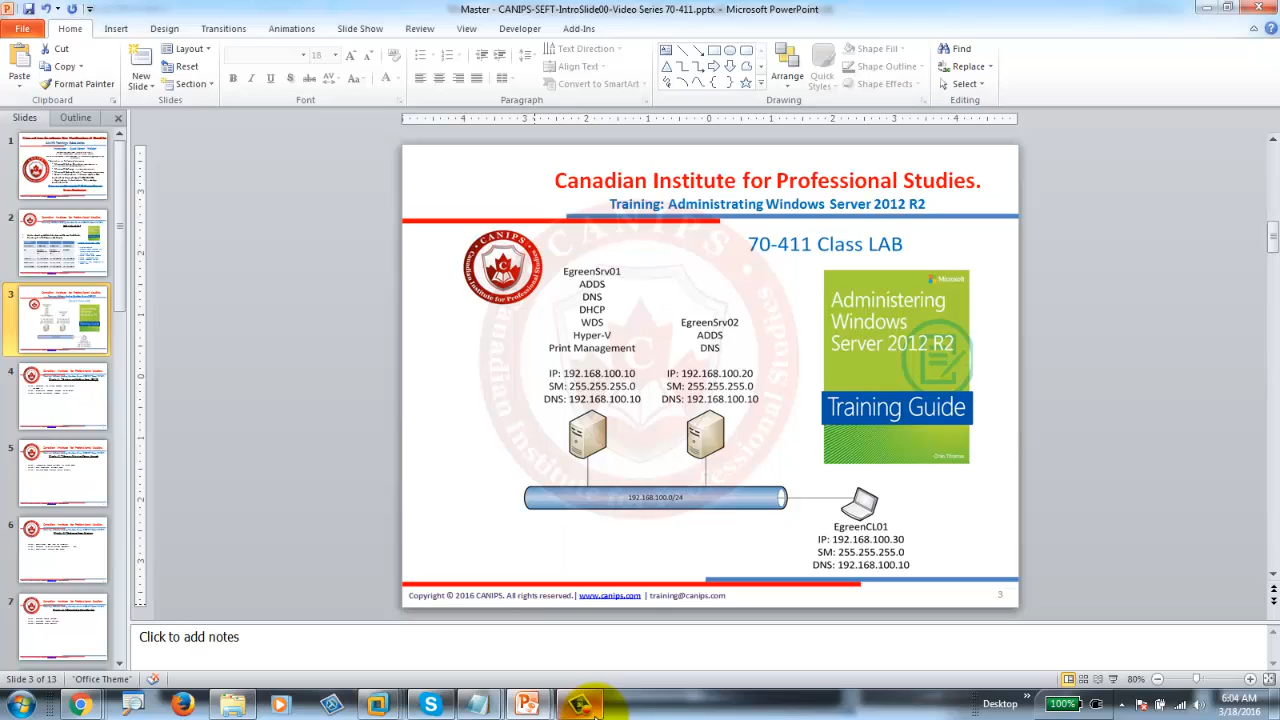 Master - CANIPS-SEFT-IntroSlide00-Video Series 70-411.pptx - Microsoft PowerPoint
File Home Insert Design Transitions Animations Slide Show Review View Developer Add-Ins
Paste
Cut
Copy
Format Painter
Clipboard
New
Slide
Layout
Reset
Section
Slides
18
Font
Text Direction
Align Text
Convert to SmartArt
Paragraph
Arrange
Quick
Styles
Shape Fill
Shape Outline
Shape Effects
Drawing
Find
Replace
Select
Editing
Slides Outline
1
2
3
4
5
6
Canadian Institute for Professional Studies.
Training: Administrating Windows Server 2012 R2
70-411 Class LAB
EgreenSrv01
ADDS
DNS
DHCP
WDS
Hyper-V
Print Management
IP: 192.168.100.10
SM: 255.255.255.0
DNS: 192.168.100.10
EgreenSrv02
ADDS
DNS
IP: 192.168.100.20
SM: 255.255.255.0
DNS: 192.168.100.10
Microsoft
Administering
Windows
Server 2012 R2
Training Guide
192.168.100.0/24
EgreenCL01
IP: 192.168.100.30
SM: 255.255.255.0
DNS: 192.168.100.10
Copyright © 2016 CANIPS. All rights reserved.| www.canips.com | training@canips.com
3
Click to add notes
Slide 3 of 13 "Office Theme" 80%
Desktop 100% 6:04 AM
3/18/2016